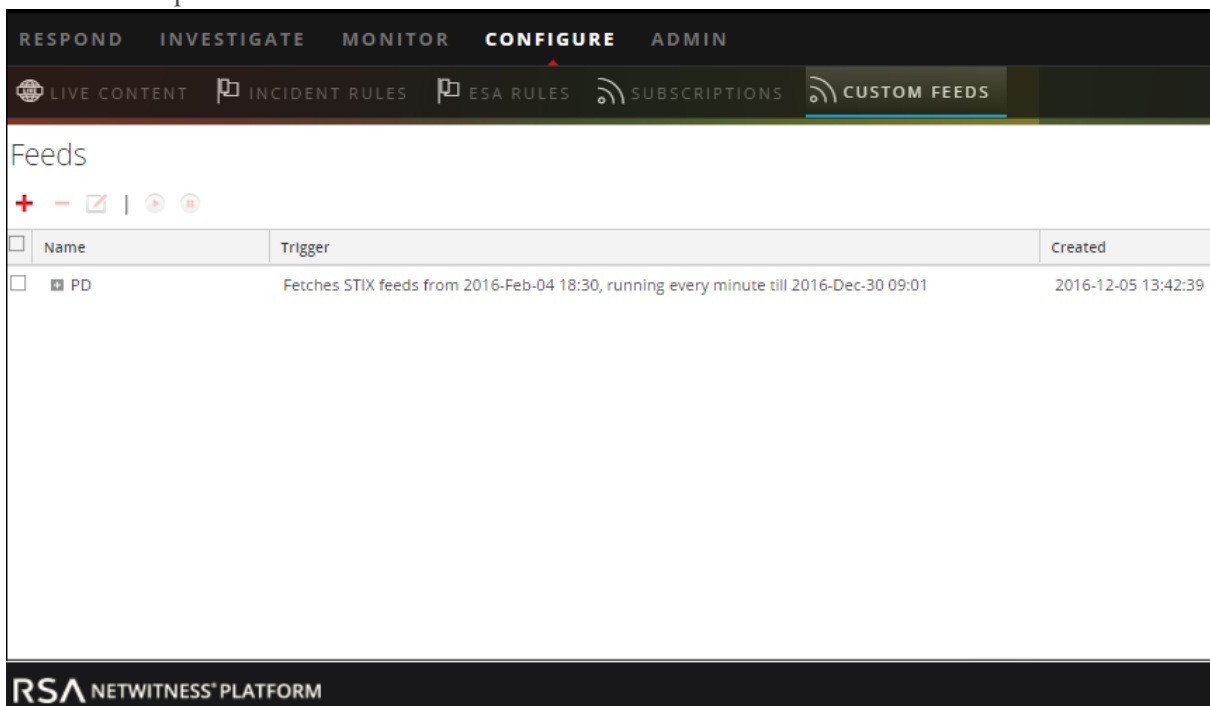 RESPOND INVESTIGATE MONITOR CONFIGURE ADMIN
LIVE CONTENT INCIDENT RULES ESA RULES SUBSCRIPTIONS CUSTOM FEEDS
Feeds
Name Trigger Created
PD Fetches STIX feeds from 2016-Feb-04 18:30, running every minute till 2016-Dec-30 09:01 2016-12-05 13:42:39
RSA NETWITNESS® PLATFORM